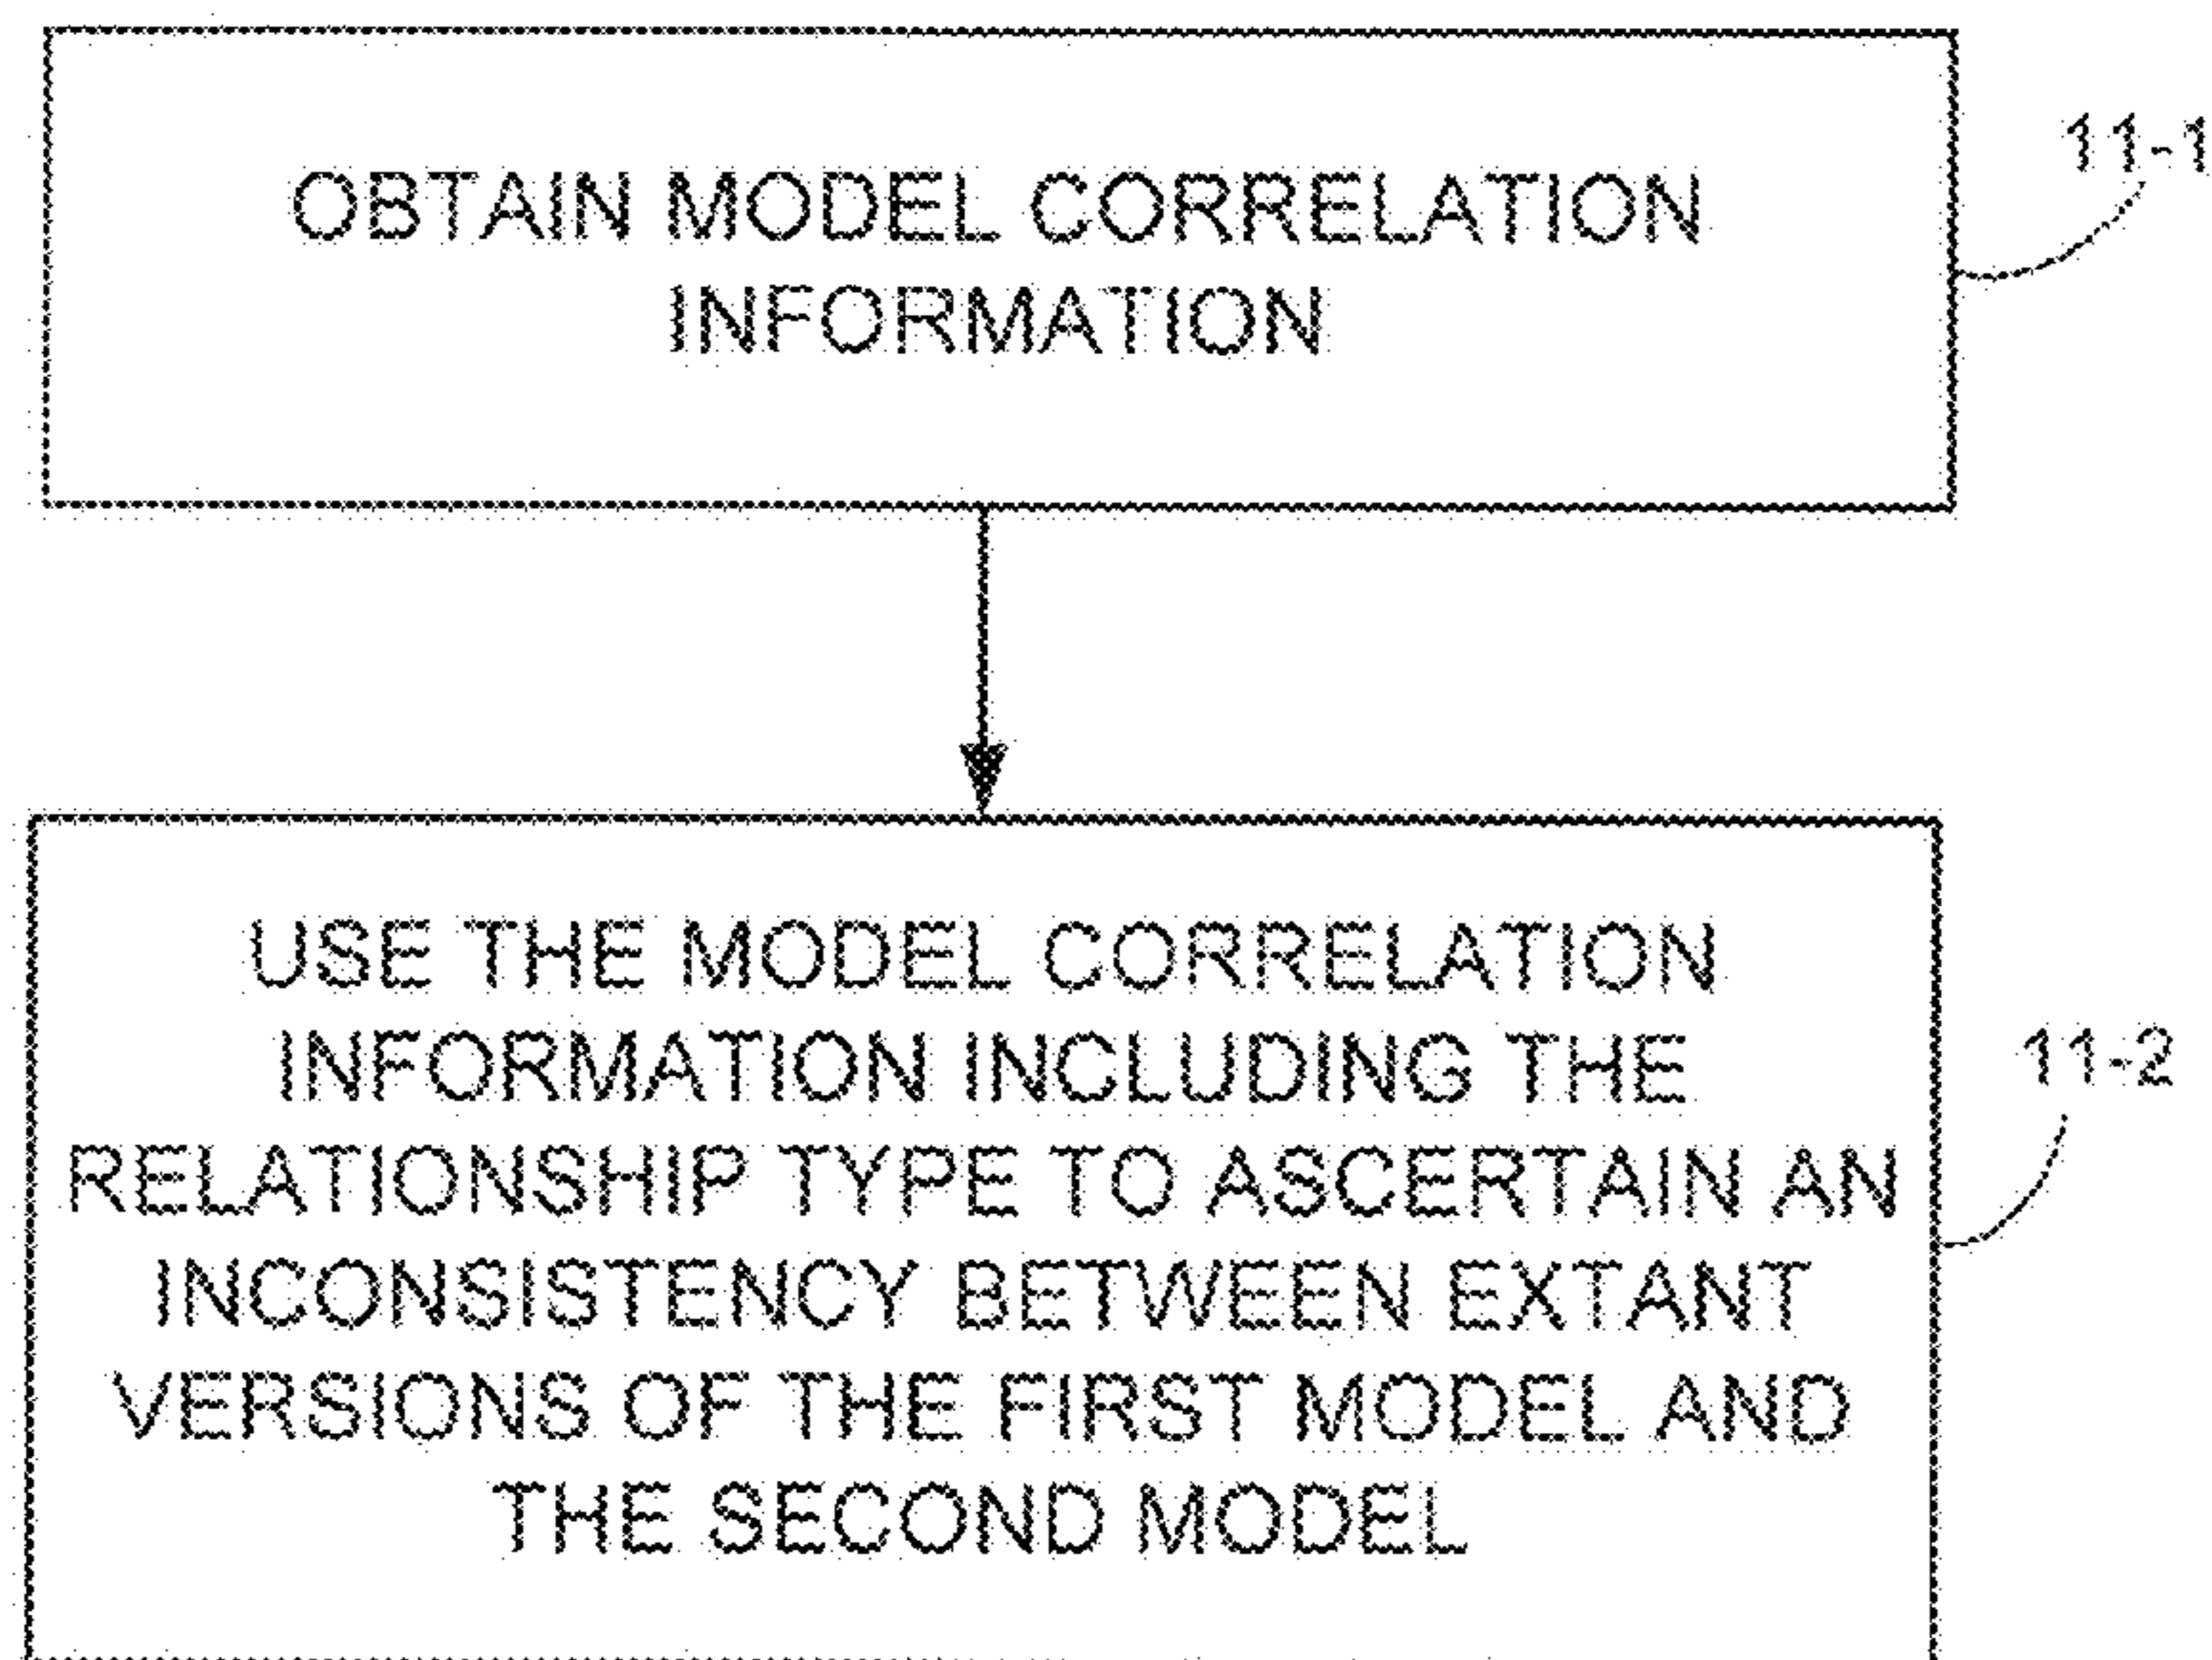 OBTAIN MODEL CORRELATION
INFORMATION
11-1
USE THE MODEL CORRELATION
INFORMATION INCLUDING THE
RELATIONSHIP TYPE TO ASCERTAIN AN
INCONSISTENCY BETWEEN EXTANT
VERSIONS OF THE FIRST MODEL AND
THE SECOND MODEL
11-2